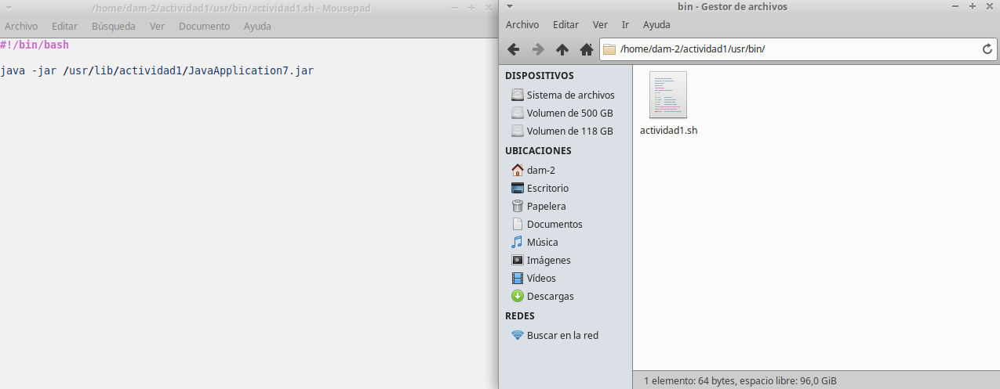 /home/dam-2/actividad1/usr/bin/actividad1.sh - Mousepad
Archivo Editar Búsqueda Ver Documento Ayuda
#!/bin/bash
java -jar /usr/lib/actividad1/JavaApplication7.jar
bin - Gestor de archivos
Archivo Editar Ver Ir Ayuda
/home/dam-2/actividad1/usr/bin/
DISPOSITIVOS
Sistema de archivos
Volumen de 500 GB
Volumen de 118 GB
UBICACIONES
dam-2
Escritorio
Papelera
Documentos
Música
Imágenes
Vídeos
Descargas
REDES
Buscar en la red
actividad1.sh
1 elemento: 64 bytes, espacio libre: 96,0 GiB